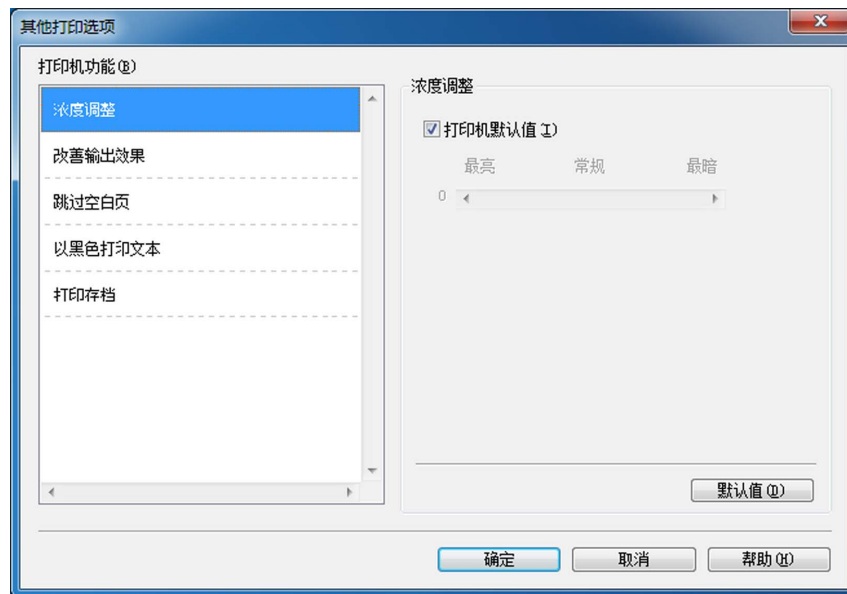 其他打印选项
打印机功能(B)
浓度调整
改善输出效果
跳过空白页
以黑色打印文本
打印存档
浓度调整
打印机默认值 I)
最亮 常规 最暗
0
默认值(D)
确定 取消 帮助(H)